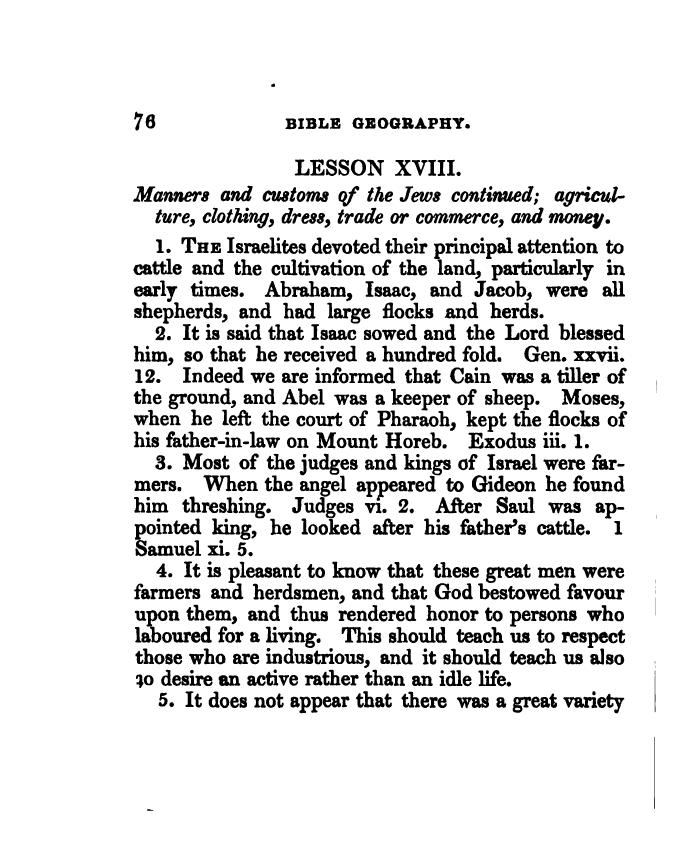 76 BIBLE GEOGRAPHY.
LESSON XVIII.
Manners and customs of the Jews continued; agricul-
ture, clothing, dress, trade or commerce, and money.
1. THE Israelites devoted their principal attention to
cattle and the cultivation of the land, particularly in
early times. Abraham, Isaac, and Jacob, were all
shepherds, and had large flocks and herds.
2. It is said that Isaac sowed and the Lord blessed
him, so that he received a hundred fold. Gen. xxvii.
12. Indeed we are informed that Cain was a tiller of
the ground, and Abel was a keeper of sheep. Moses,
when he left the court of Pharaoh, kept the flocks of
his father-in-law on Mount Horeb. Exodus iii. 1.
3. Most of the judges and kings of Israel were far-
mers. When the angel appeared to Gideon he found
him threshing. Judges vi. 2. After Saul was ap-
pointed king, he looked after his father's cattle. 1
Samuel xi. 5.
4. It is pleasant to know that these great men were
farmers and herdsmen, and that God bestowed favour
upon them, and thus rendered honor to persons who
laboured for a living. This should teach us to respect
those who are industrious, and it should teach us also
to desire an active rather than an idle life.
5. It does not appear that there was a great variety